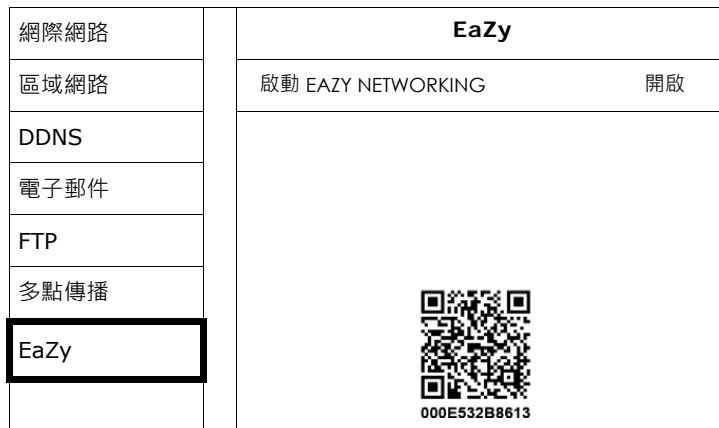 網際網路
區域網路
DDNS
電子郵件
FTP
多點傳播
EaZy
EaZy
啟動 EAZY NETWORKING 開啟
000E532B8613